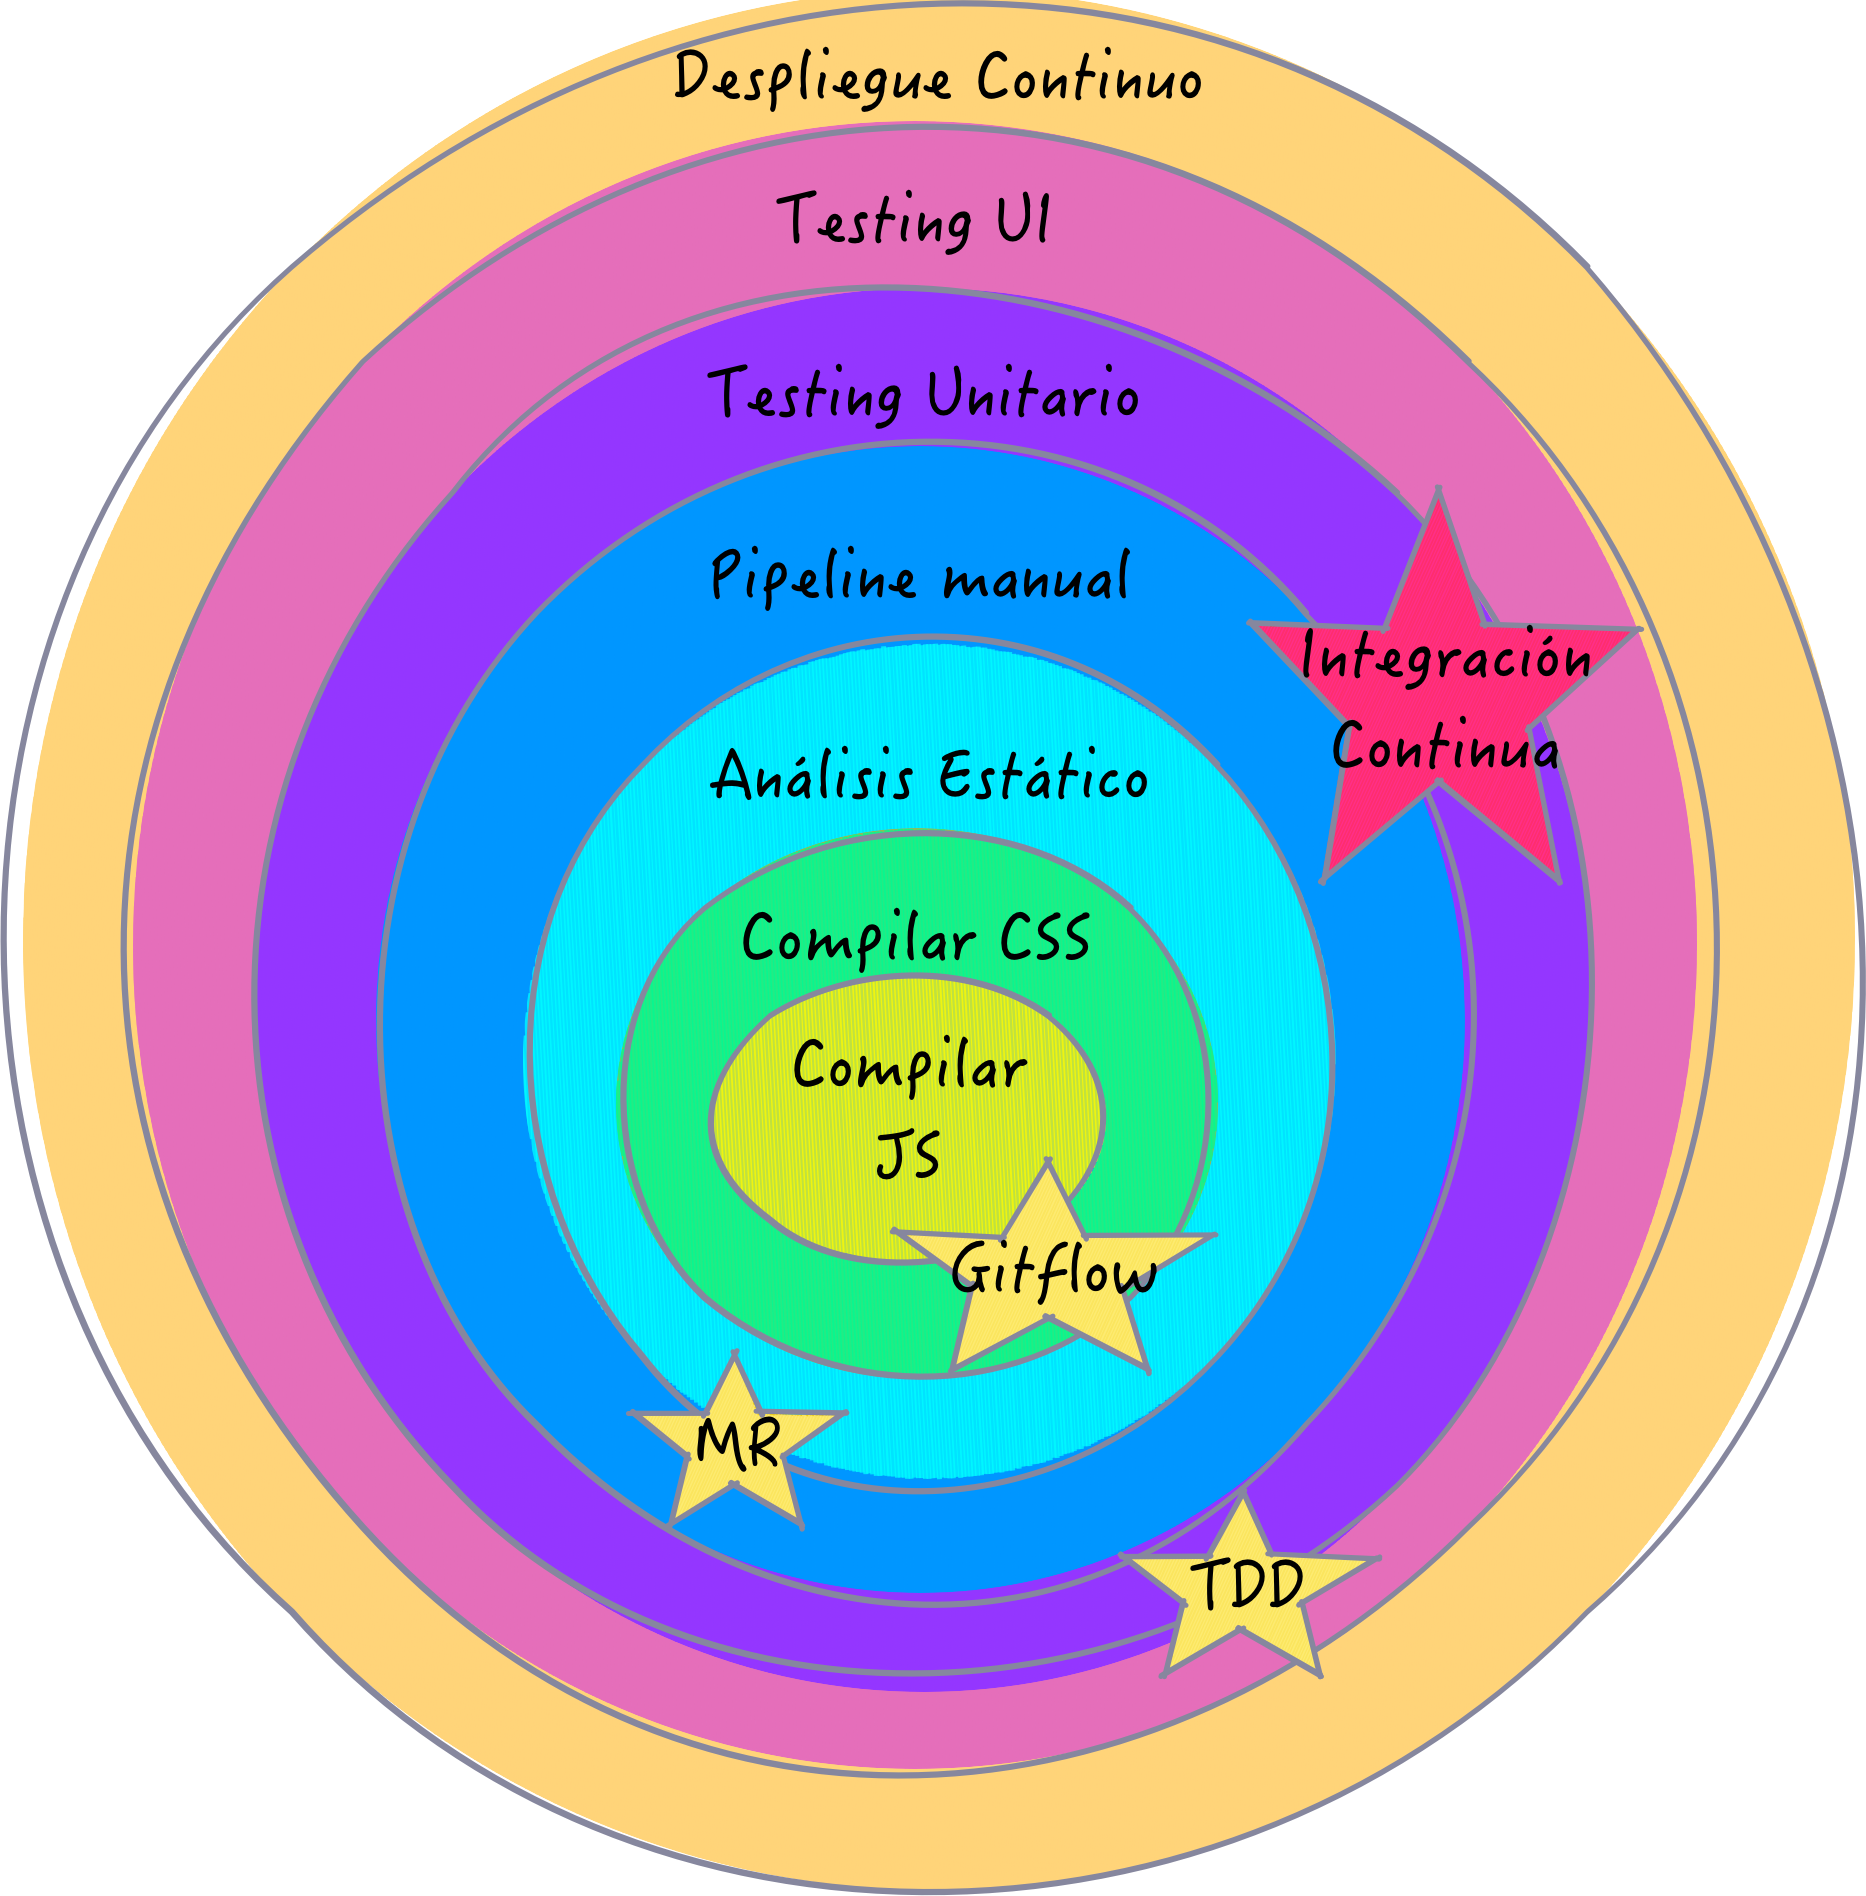 Despliegue Continuo
Testing UI
Testing Unitario
Pipeline manual
Integración
Continua
Análisis Estático
Compilar CSS
Compilar
JS
Gitflow
MR
TDD